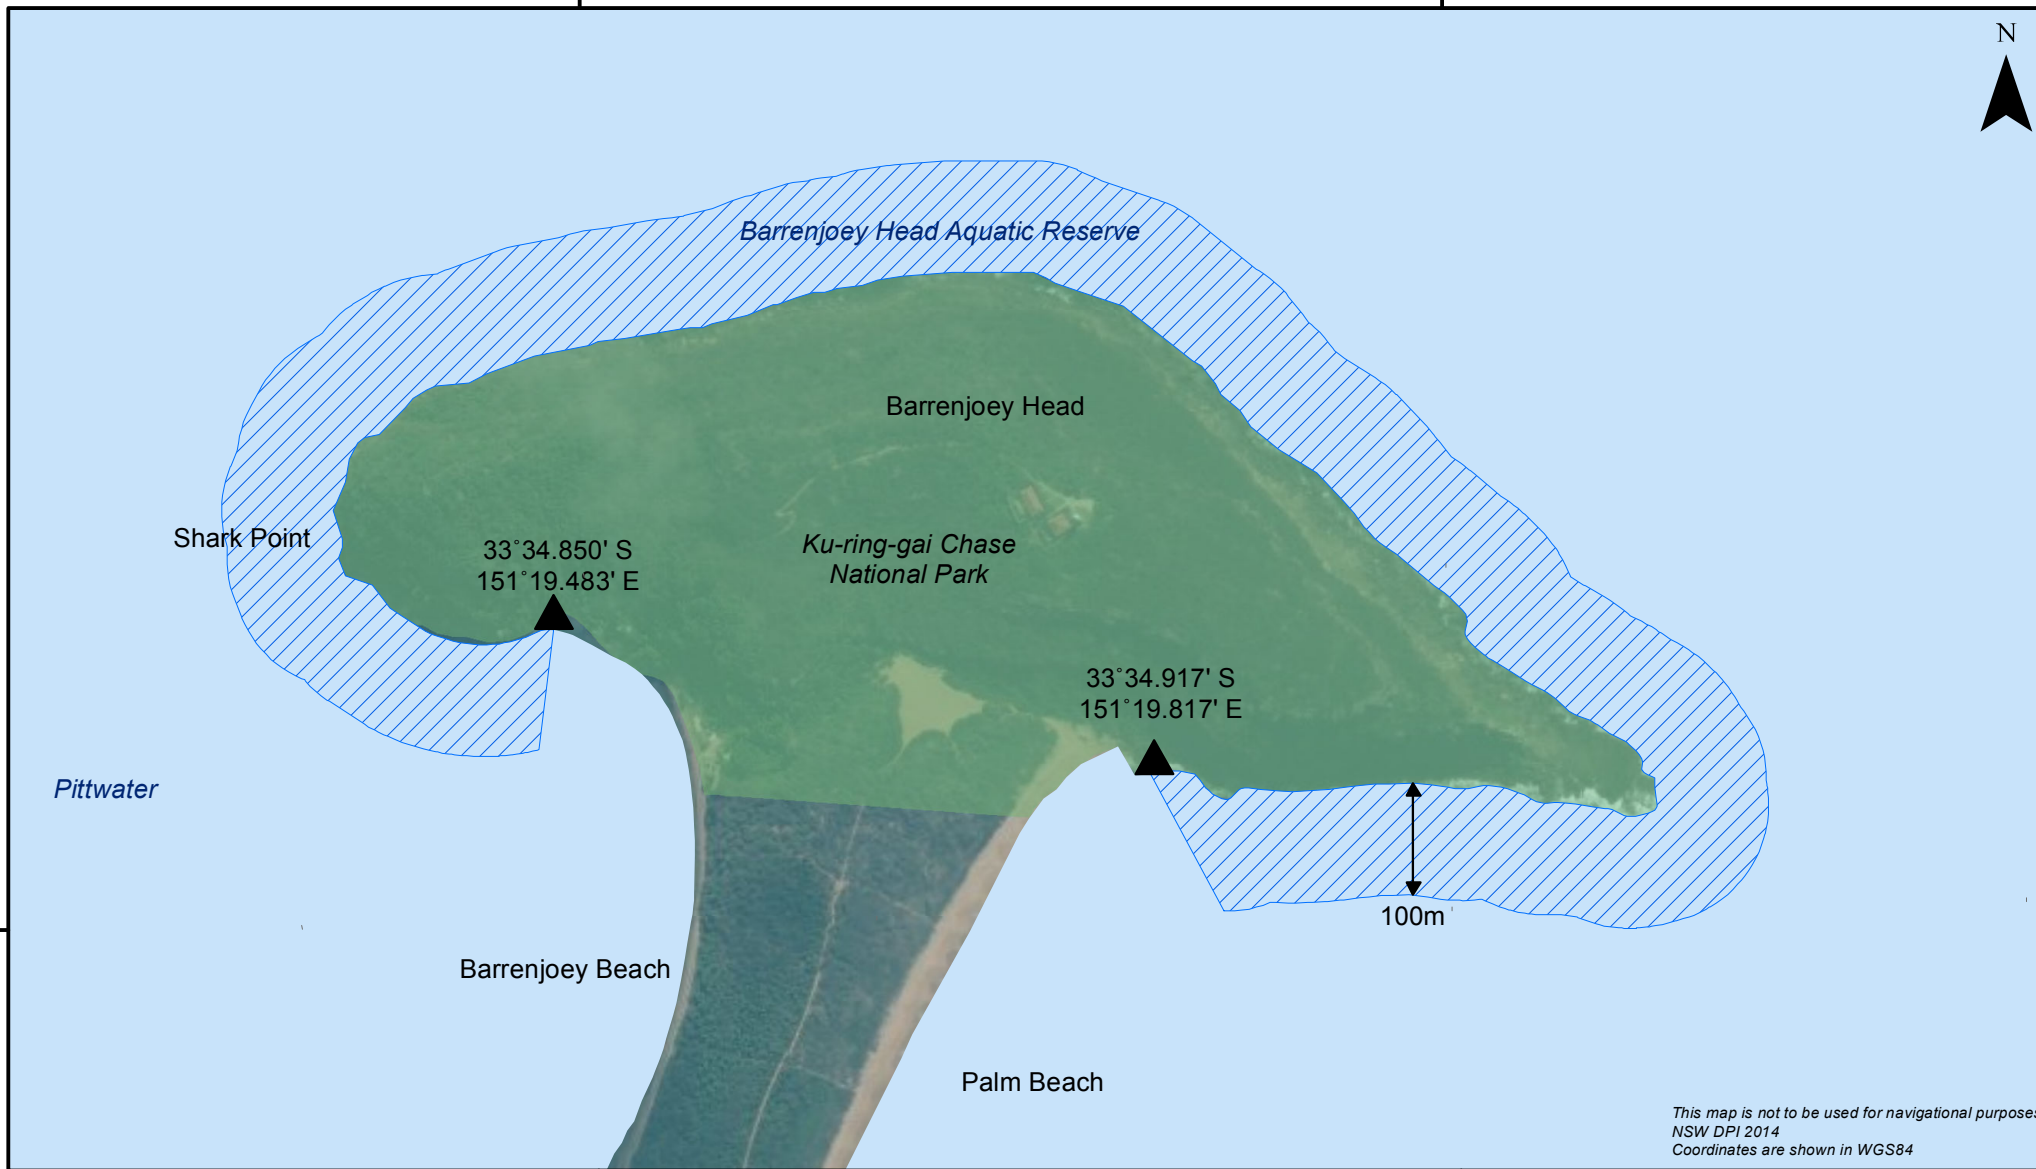 N
Barrenjoey Head Aquatic Reserve
Barrenjoey Head
Shark Point
33°34.850' S
151°19.483' E
Ku-ring-gai Chase
National Park
33°34.917' S
151°19.817' E
Pittwater
100m
Barrenjoey Beach
Palm Beach
This map is not to be used for navigational purposes
NSW DPI 2014
Coordinates are shown in WGS84